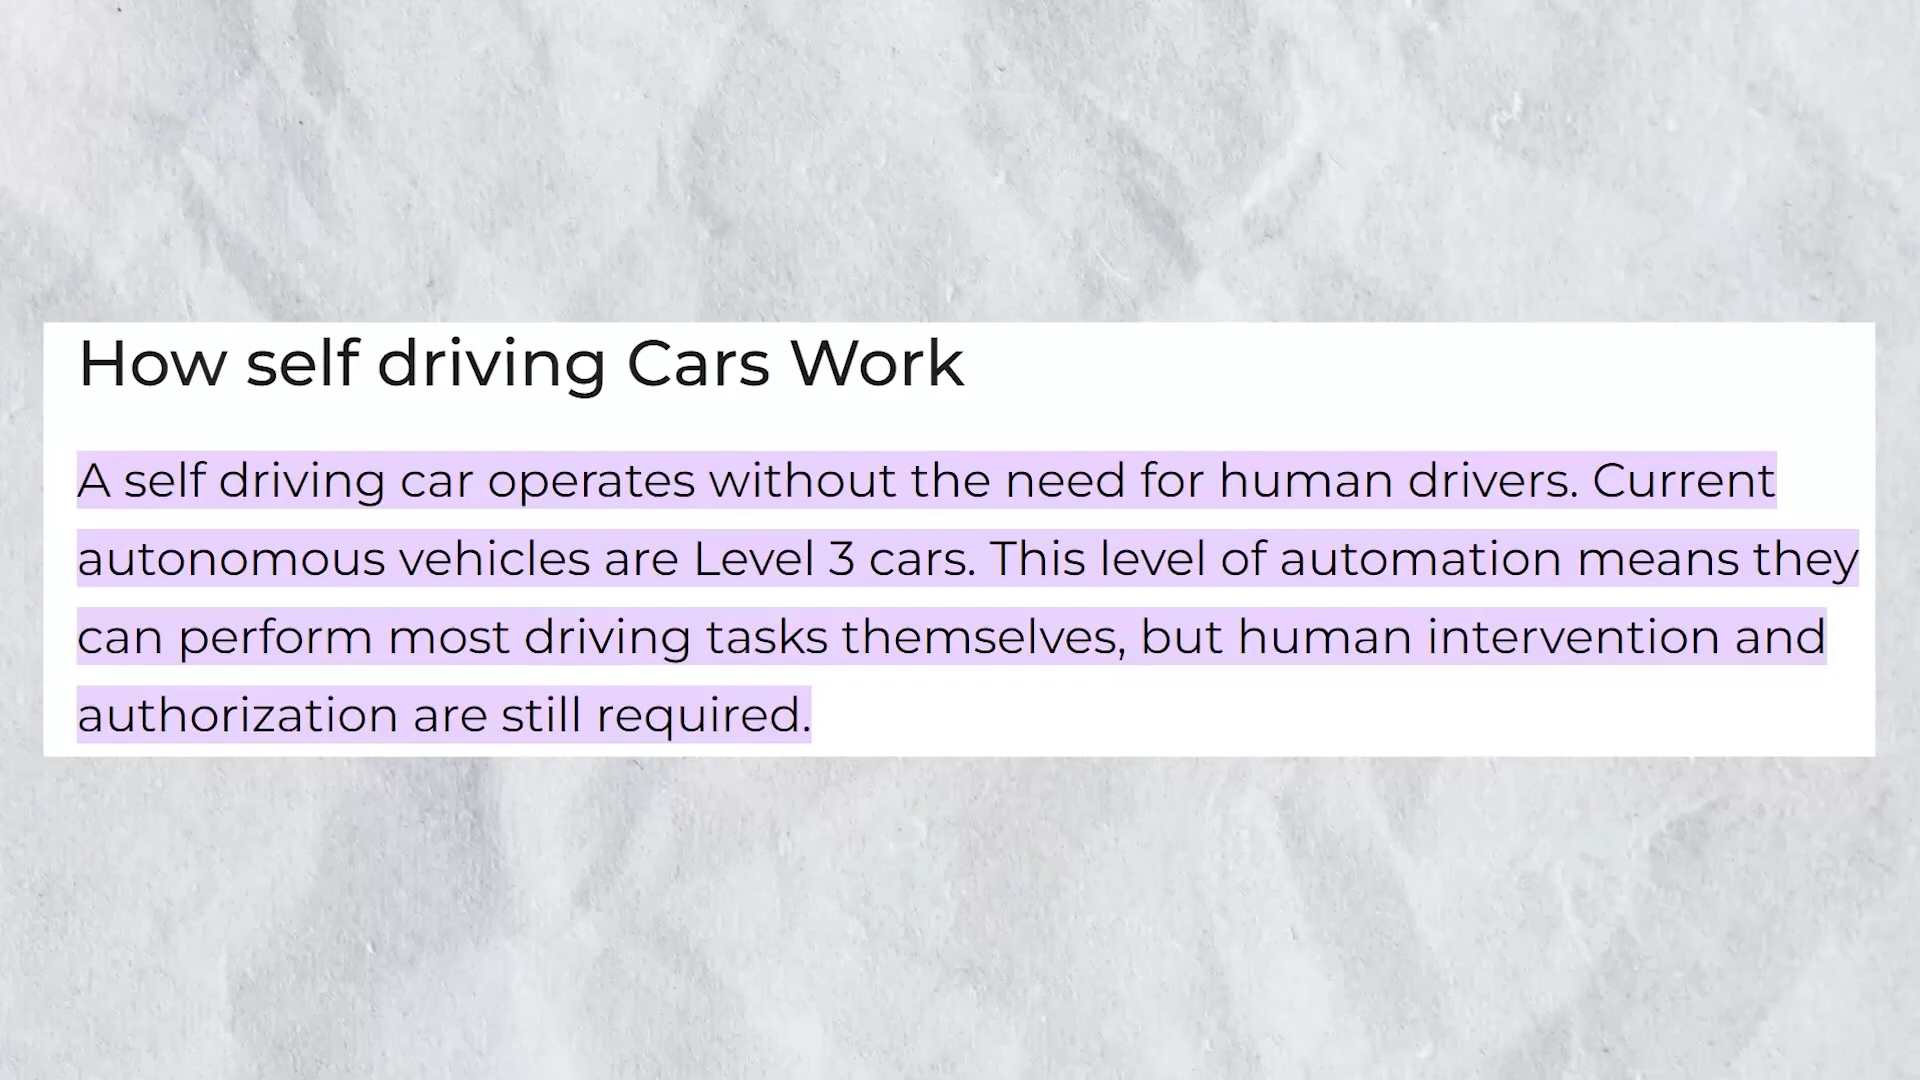 How self driving Cars Work
A self driving car operates without the need for human drivers. Current
autonomous vehicles are Level 3 cars. This level of automation means they
can perform most driving tasks themselves, but human intervention and
authorization are still required.